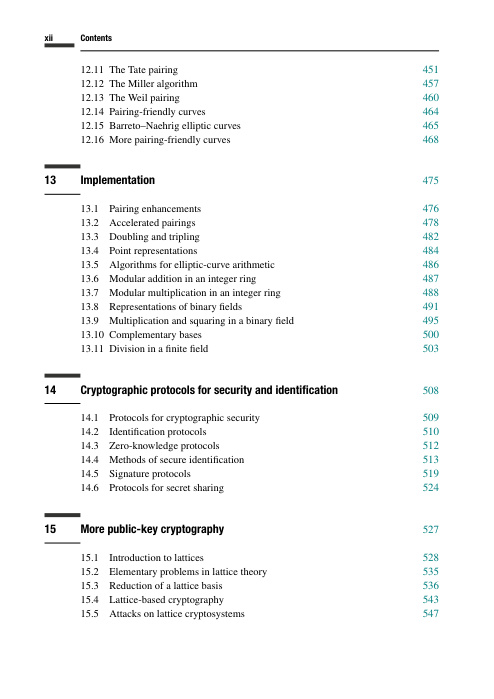 xii Contents
12.11 The Tate pairing 451
12.12 The Miller algorithm 457
12.13 The Weil pairing 460
12.14 Pairing-friendly curves 464
12.15 Barreto–Naehrig elliptic curves 465
12.16 More pairing-friendly curves 468
13 Implementation 475
13.1 Pairing enhancements 476
13.2 Accelerated pairings 478
13.3 Doubling and tripling 482
13.4 Point representations 484
13.5 Algorithms for elliptic-curve arithmetic 486
13.6 Modular addition in an integer ring 487
13.7 Modular multiplication in an integer ring 488
13.8 Representations of binary fields 491
13.9 Multiplication and squaring in a binary field 495
13.10 Complementary bases 500
13.11 Division in a finite field 503
14 Cryptographic protocols for security and identification 508
14.1 Protocols for cryptographic security 509
14.2 Identification protocols 510
14.3 Zero-knowledge protocols 512
14.4 Methods of secure identification 513
14.5 Signature protocols 519
14.6 Protocols for secret sharing 524
15 More public-key cryptography 527
15.1 Introduction to lattices 528
15.2 Elementary problems in lattice theory 535
15.3 Reduction of a lattice basis 536
15.4 Lattice-based cryptography 543
15.5 Attacks on lattice cryptosystems 547